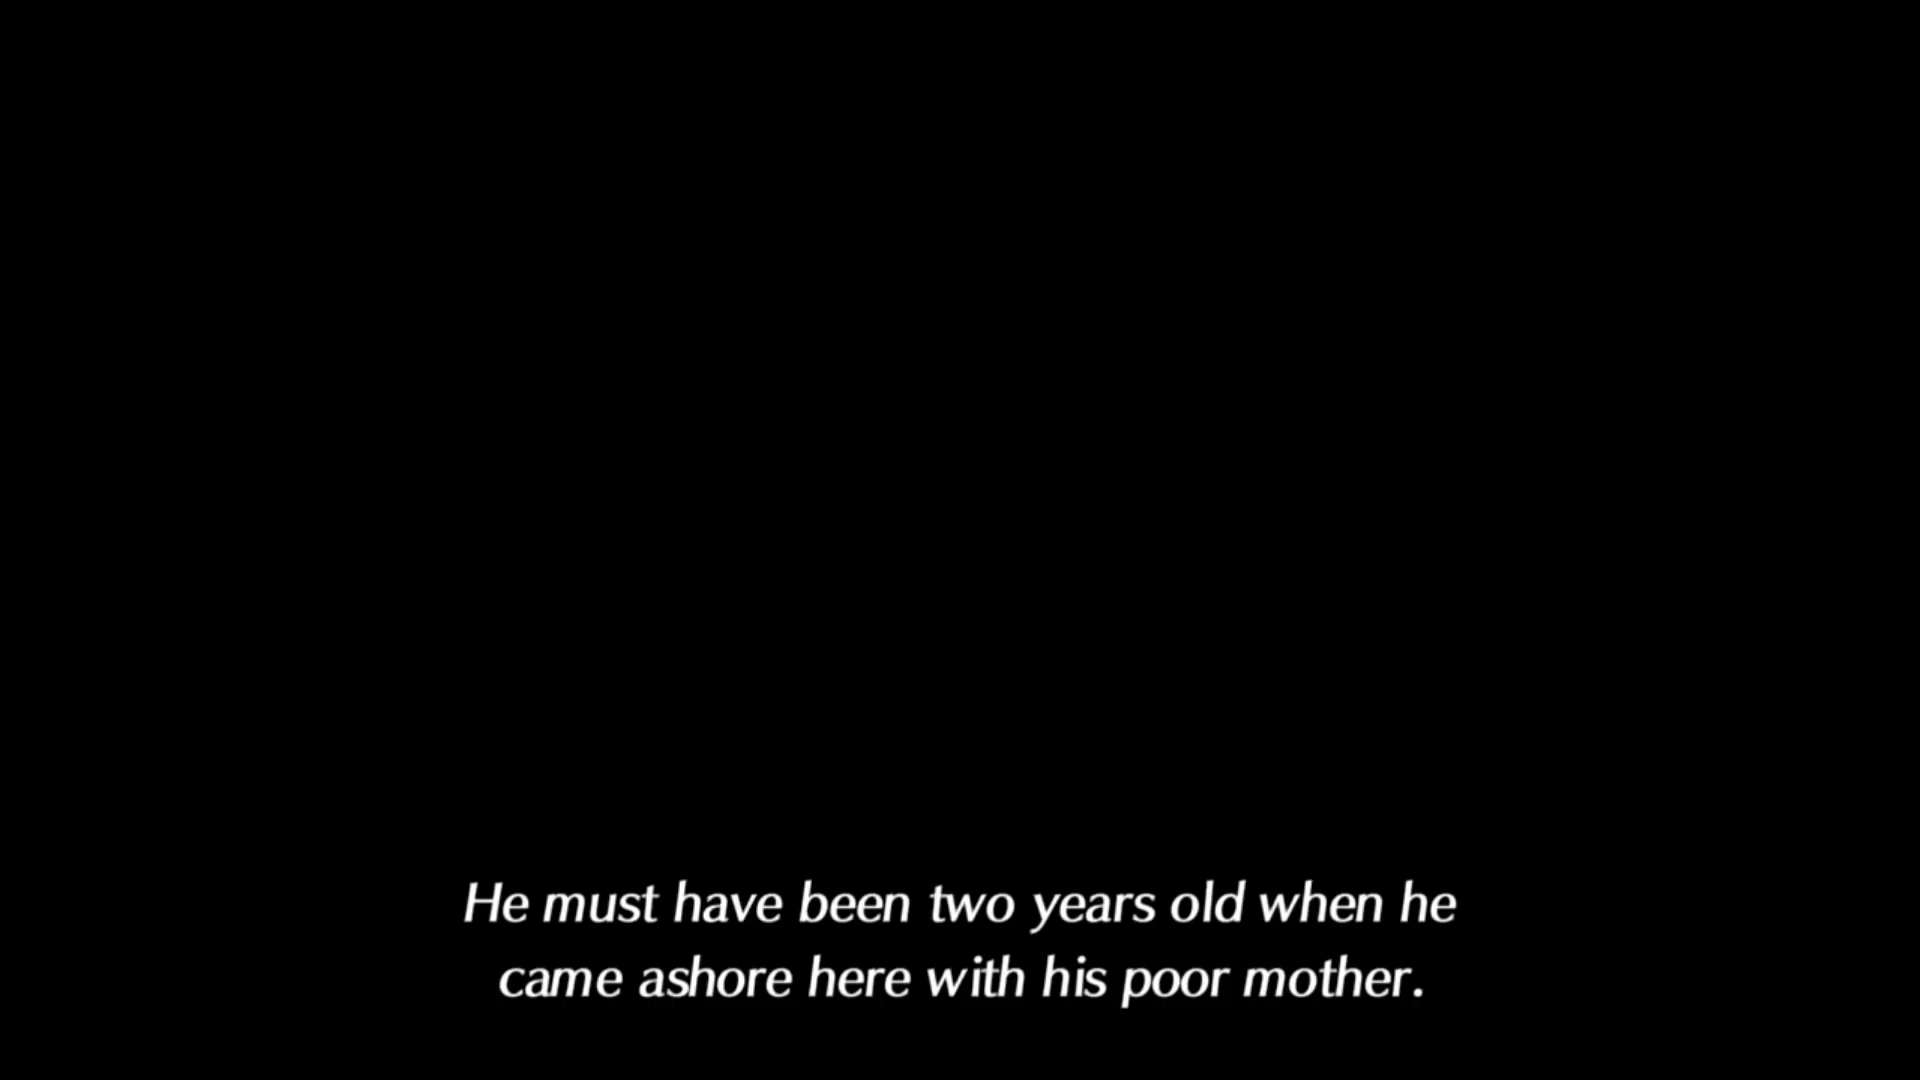 He must have been two years old when he
came ashore here with his poor mother.